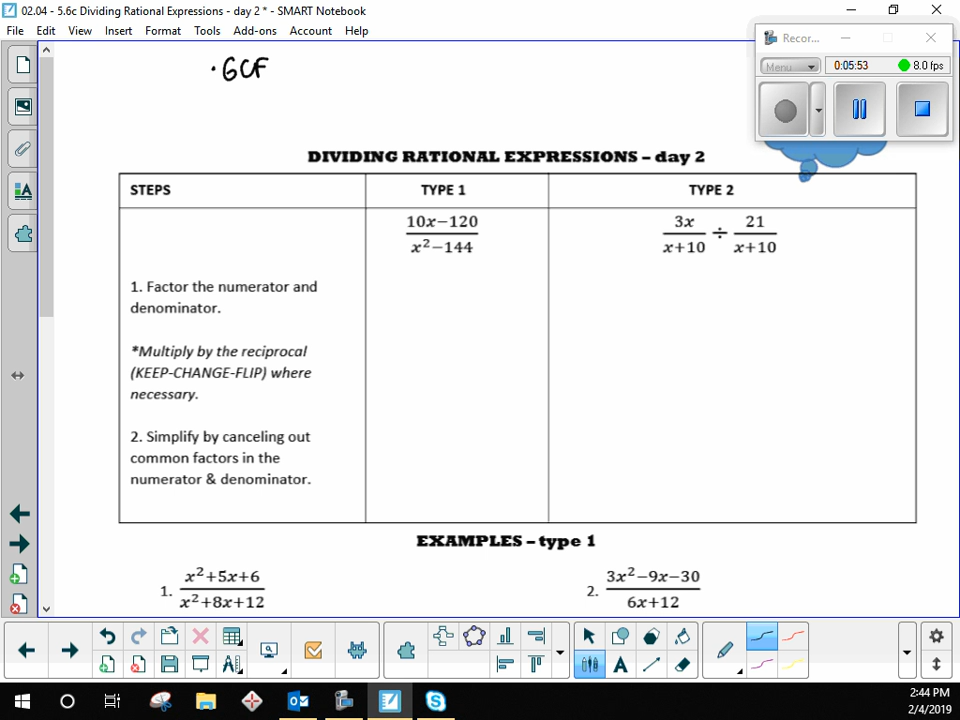 02.04 - 5.6c Dividing Rational Expressions - day 2 * - SMART Notebook
File Edit View Insert Format Tools Add-ons Account Help
Recor...
Menu 0:05:53 8.0 fps
· GCF
DIVIDING RATIONAL EXPRESSIONS – day 2
STEPS TYPE 1 TYPE 2
10x−120
x²−144
3x/x+10 ÷ 21/x+10
1. Factor the numerator and
denominator.
*Multiply by the reciprocal
(KEEP-CHANGE-FLIP) where
necessary.
2. Simplify by canceling out
common factors in the
numerator & denominator.
EXAMPLES – type 1
1. x²+5x+6
x²+8x+12
2. 3x²−9x−30
6x+12
2:44 PM
2/4/2019